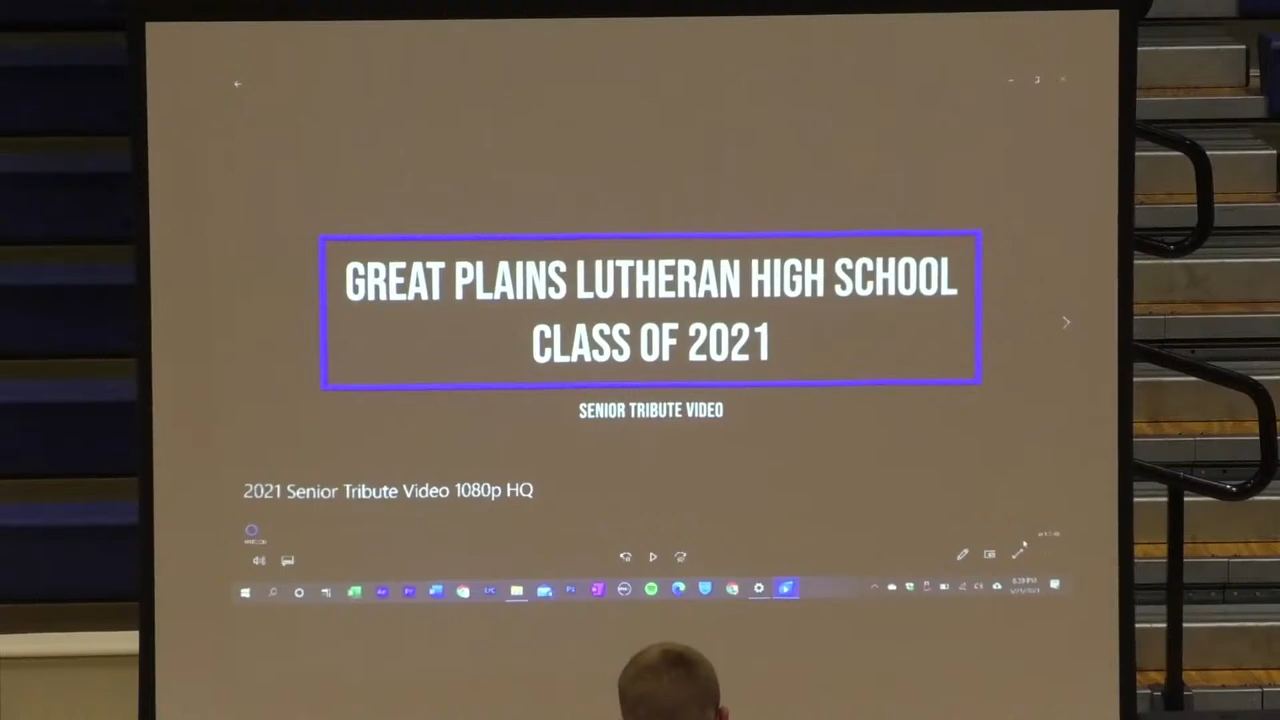 GREAT PLAINS LUTHERAN HIGH SCHOOL
CLASS OF 2021
SENIOR TRIBUTE VIDEO
2021 Senior Tribute Video 1080p HQ